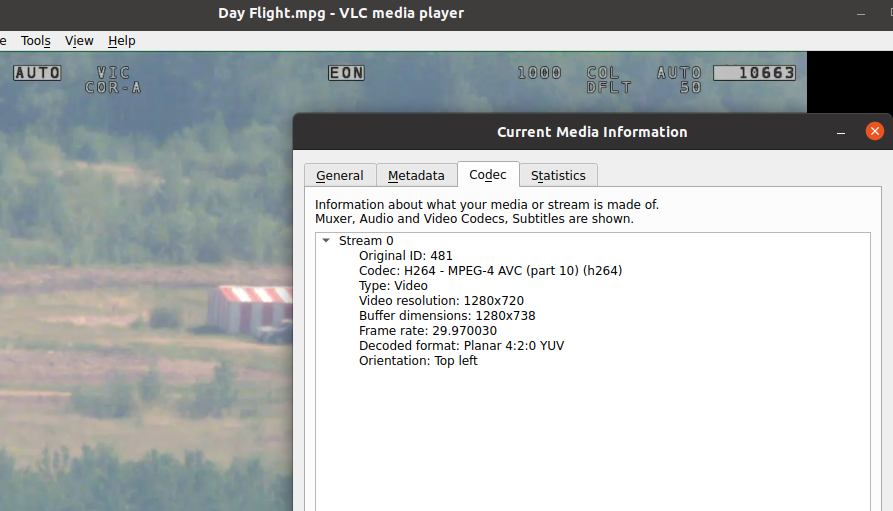 Day Flight.mpg - VLC media player
e Tools View Help
AUTO VIC EON 1000 COL AUTO 10663
COR-A DFLT 50
Current Media Information
General Metadata Codec Statistics
Information about what your media or stream is made of.
Muxer, Audio and Video Codecs, Subtitles are shown.
Stream 0
Original ID: 481
Codec: H264 - MPEG-4 AVC (part 10) (h264)
Type: Video
Video resolution: 1280x720
Buffer dimensions: 1280x738
Frame rate: 29.970030
Decoded format: Planar 4:2:0 YUV
Orientation: Top left